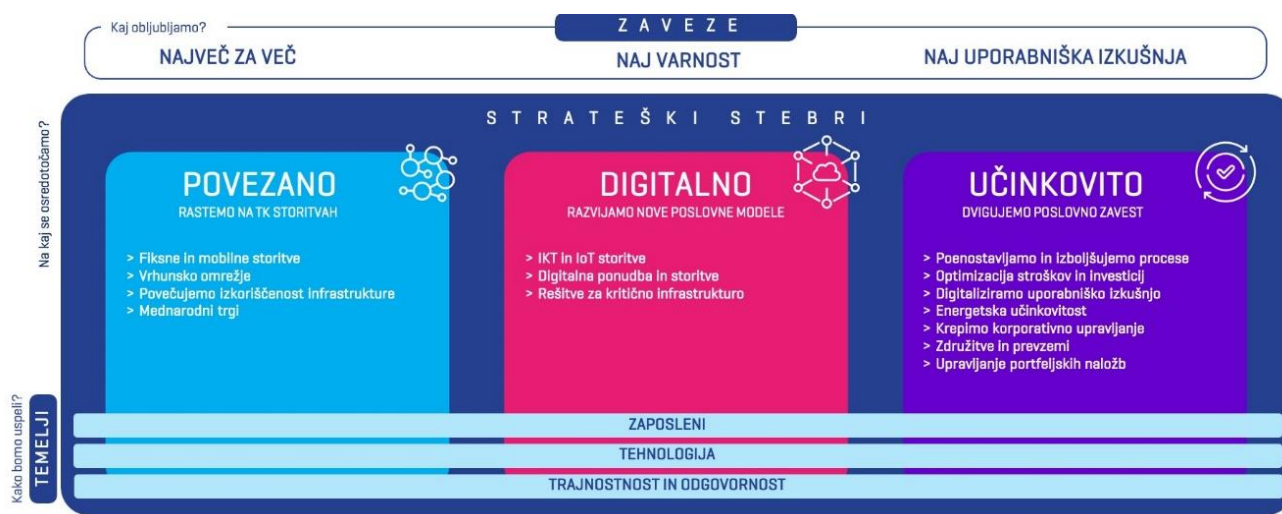 Kaj obljubljamo?
ZAVEZE
NAJVEČ ZA VEČ
NAJ VARNOST
NAJ UPORABNIŠKA IZKUŠNJA
Na kaj se osredotočamo?
STRATEŠKI STEBRI
POVEZANO
RASTEMO NA TK STORITVAH
> Fiksne in mobilne storitve
> Vrhunsko omrežje
> Povečujemo izkoriščenost infrastrukture
> Mednarodni trgi
DIGITALNO
RAZVIJAMO NOVE POSLOVNE MODELE
> IKT in IoT storitve
> Digitalna ponudba in storitve
> Rešitve za kritično infrastrukturo
UČINKOVITO
DVIGUJEMO POSLOVNO ZAVEST
> Poenostavljamo in izboljšujemo procese
> Optimizacija stroškov in investicij
> Digitaliziramo uporabniško izkušnjo
> Energetska učinkovitost
> Krepimo korporativno upravljanje
> Združitve in prevzemi
> Upravljanje portfeljskih naložb
Kako bomo uspeli?
TEMELJI
ZAPOSLENI
TEHNOLOGIJA
TRAJNOSTNOST IN ODGOVORNOST